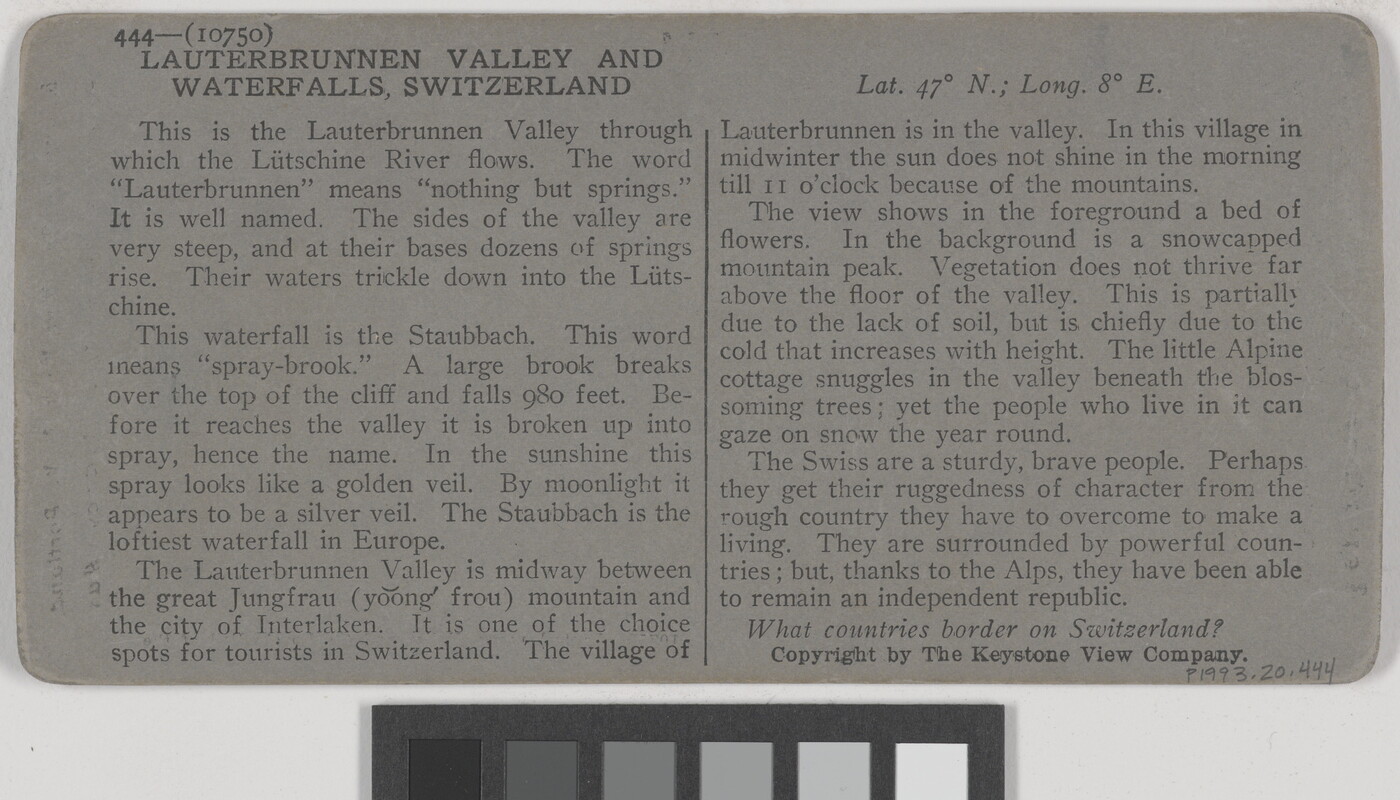 444—(10750)
LAUTERBRUNNEN VALLEY AND
WATERFALLS, SWITZERLAND
This is the Lauterbrunnen Valley through
which the Lütschine River flows. The word
“Lauterbrunnen” means “nothing but springs.”
It is well named. The sides of the valley are
very steep, and at their bases dozens of springs
rise. Their waters trickle down into the Lüts-
chine.
This waterfall is the Staubbach. This word
means “spray-brook.” A large brook breaks
over the top of the cliff and falls 980 feet. Be-
fore it reaches the valley it is broken up into
spray, hence the name. In the sunshine this
spray looks like a golden veil. By moonlight it
appears to be a silver veil. The Staubbach is the
loftiest waterfall in Europe.
The Lauterbrunnen Valley is midway between
the great Jungfrau (yo͝ong′ frou) mountain and
the city of Interlaken. It is one of the choice
spots for tourists in Switzerland. The village of
Lat. 47° N.; Long. 8° E.
Lauterbrunnen is in the valley. In this village in
midwinter the sun does not shine in the morning
till 11 o’clock because of the mountains.
The view shows in the foreground a bed of
flowers. In the background is a snowcapped
mountain peak. Vegetation does not thrive far
above the floor of the valley. This is partially
due to the lack of soil, but is chiefly due to the
cold that increases with height. The little Alpine
cottage snuggles in the valley beneath the blos-
soming trees; yet the people who live in it can
gaze on snow the year round.
The Swiss are a sturdy, brave people. Perhaps
they get their ruggedness of character from the
rough country they have to overcome to make a
living. They are surrounded by powerful coun-
tries; but, thanks to the Alps, they have been able
to remain an independent republic.
What countries border on Switzerland?
Copyright by The Keystone View Company.
P1993.20.444